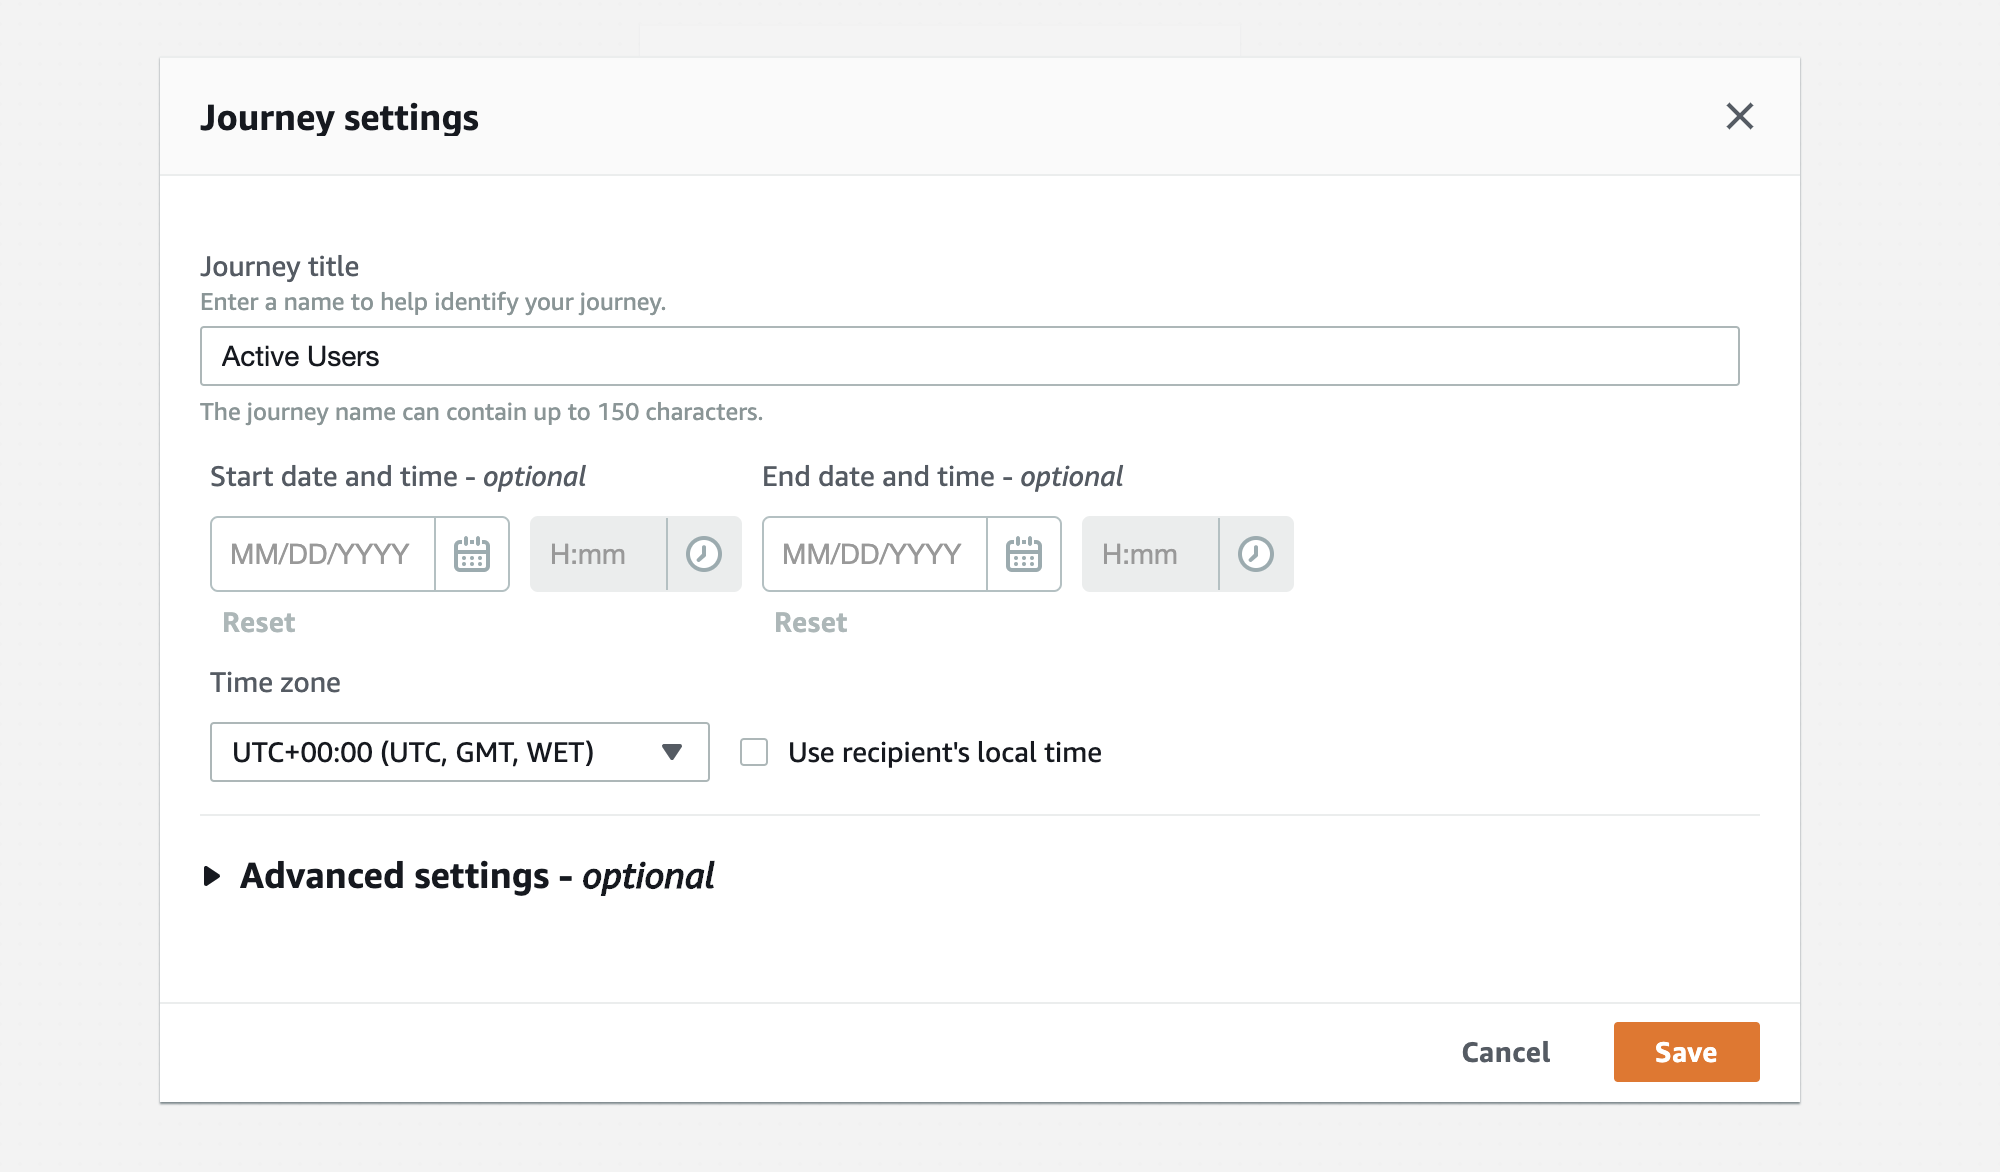 Journey settings
Journey title
Enter a name to help identify your journey.
Active Users
The journey name can contain up to 150 characters.
Start date and time - optional
End date and time - optional
MM/DD/YYYY
H:mm
MM/DD/YYYY
H:mm
Reset
Reset
Time zone
UTC+00:00 (UTC, GMT, WET)
Use recipient's local time
Advanced settings - optional
Cancel
Save